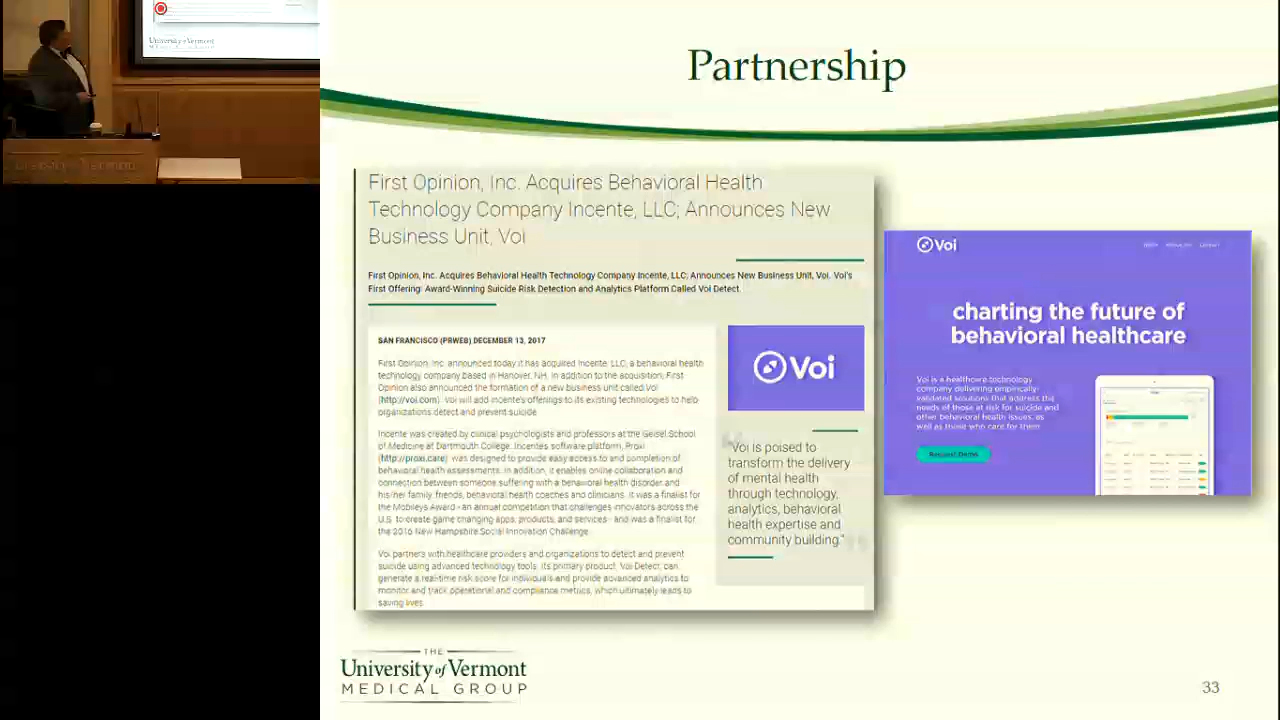 University of Vermont
University of Vermont
Partnership
First Opinion, Inc. Acquires Behavioral Health
Technology Company Incente, LLC; Announces New
Business Unit, Voi
First Opinion, Inc. Acquires Behavioral Health Technology Company Incente, LLC; Announces New Business Unit, Voi. Voi's
First Offering: Award-Winning Suicide Risk Detection and Analytics Platform Called Voi Detect.
SAN FRANCISCO (PRWEB) DECEMBER 13, 2017
First Opinion, Inc. announced today it has acquired Incente, LLC, a behavioral health
technology company based in Hanover, NH. In addition to the acquisition, First
Opinion also announced the formation of a new business unit called Voi
(http://voi.com). Voi will add Incente's offerings to its existing technologies to help
organizations detect and prevent suicide.
Incente was created by clinical psychologists and professors at the Geisel School
of Medicine at Dartmouth College. Incente's software platform, Proxi
(http://proxi.care) was designed to provide easy access to and completion of
behavioral health assessments. In addition, it enables online collaboration and
connection between someone suffering with a behavioral health disorder and
his/her family, friends, behavioral health coaches and clinicians. It was a finalist for
the Mobileys Award - an annual competition that challenges innovators across the
U.S. to create game changing apps, products, and services - and was a finalist for
the 2016 New Hampshire Social Innovation Challenge.
Voi partners with healthcare providers and organizations to detect and prevent
suicide using advanced technology tools. Its primary product, Voi Detect, can
generate a real-time risk score for individuals and provide advanced analytics to
monitor and track operational and compliance metrics, which ultimately leads to
saving lives.
Voi
"Voi is poised to
transform the delivery
of mental health
through technology,
analytics, behavioral
health expertise and
community building."
Voi
charting the future of
behavioral healthcare
Voi is a healthcare technology
company delivering empirically-
validated solutions that address the
needs of those at risk for suicide and
other behavioral health issues, as
well as those who care for them.
Request Demo
THE
University of Vermont
MEDICAL GROUP
33